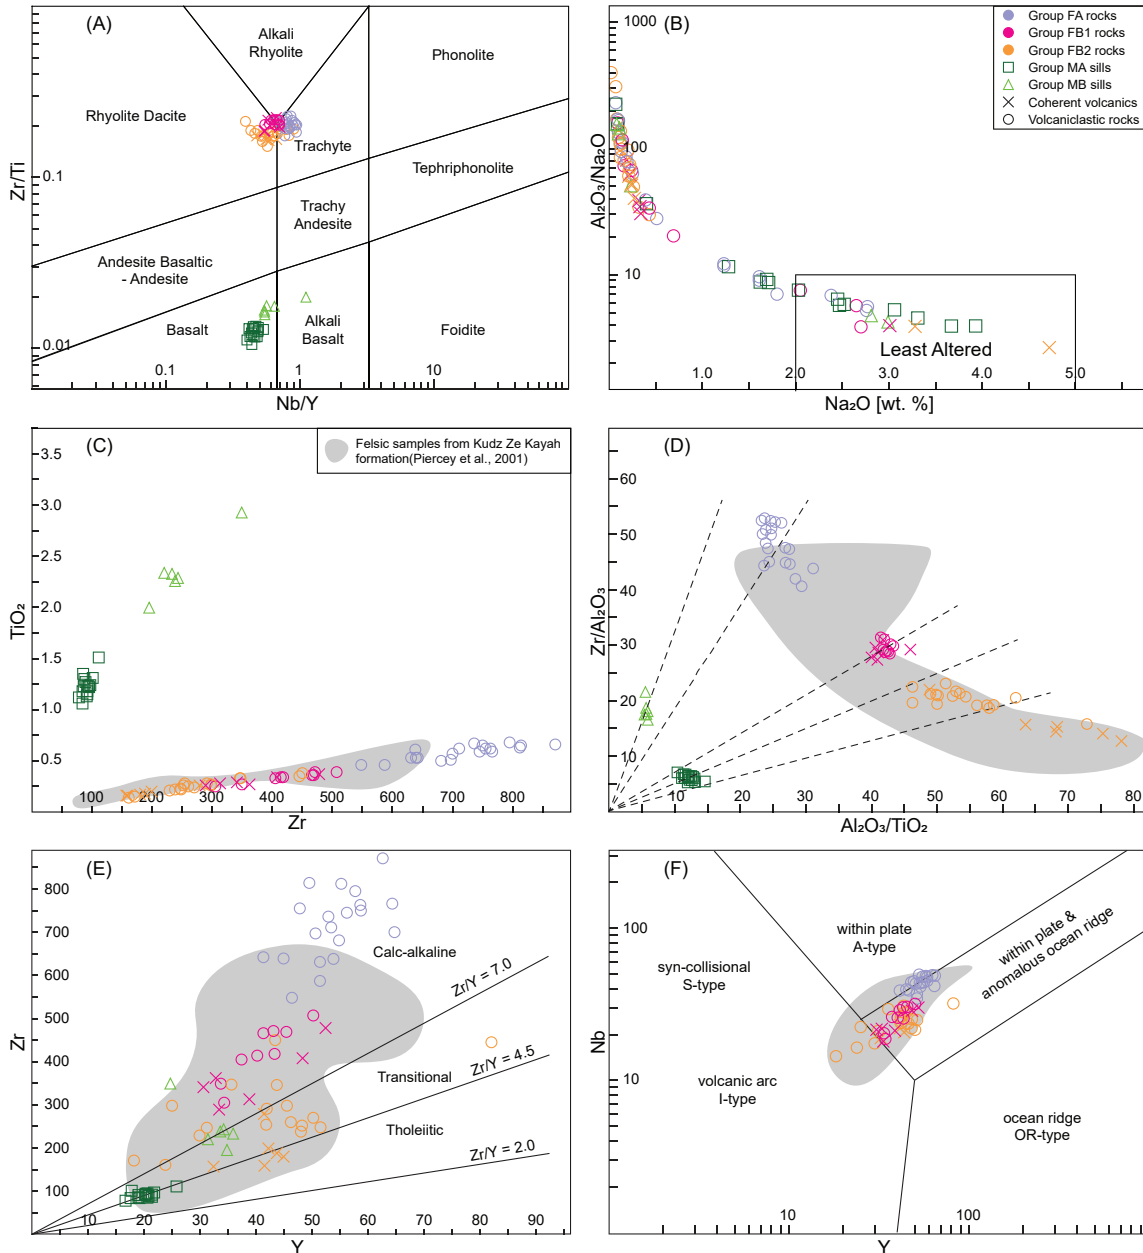 (A)
Alkali
Rhyolite
Phonolite
Rhyolite Dacite
Trachyte
Tephriphonolite
Trachy
Andesite
Andesite Basaltic
- Andesite
Basalt
Alkali
Basalt
Foidite
Zr/Ti
0.1
0.01
0.1
1
10
Nb/Y
(B)
Group FA rocks
Group FB1 rocks
Group FB2 rocks
Group MA sills
Group MB sills
Coherent volcanics
Volcaniclastic rocks
Al₂O₃/Na₂O
1000
100
10
Least Altered
1.0
2.0
3.0
4.0
5.0
Na₂O [wt. %]
(C)
Felsic samples from Kudz Ze Kayah
formation(Piercey et al., 2001)
TiO₂
3.5
3.0
2.5
2.0
1.5
1.0
0.5
100
200
300
400
500
600
700
800
Zr
(D)
Zr/Al₂O₃
60
50
40
30
20
10
10
20
30
40
50
60
70
80
Al₂O₃/TiO₂
(E)
Calc-alkaline
Zr/Y = 7.0
Transitional
Zr/Y = 4.5
Tholeiitic
Zr/Y = 2.0
Zr
800
700
600
500
400
300
200
100
10
20
30
40
50
60
70
80
90
Y
(F)
within plate
A-type
within plate &
anomalous ocean ridge
syn-collisional
S-type
volcanic arc
I-type
ocean ridge
OR-type
Nb
100
10
10
100
Y